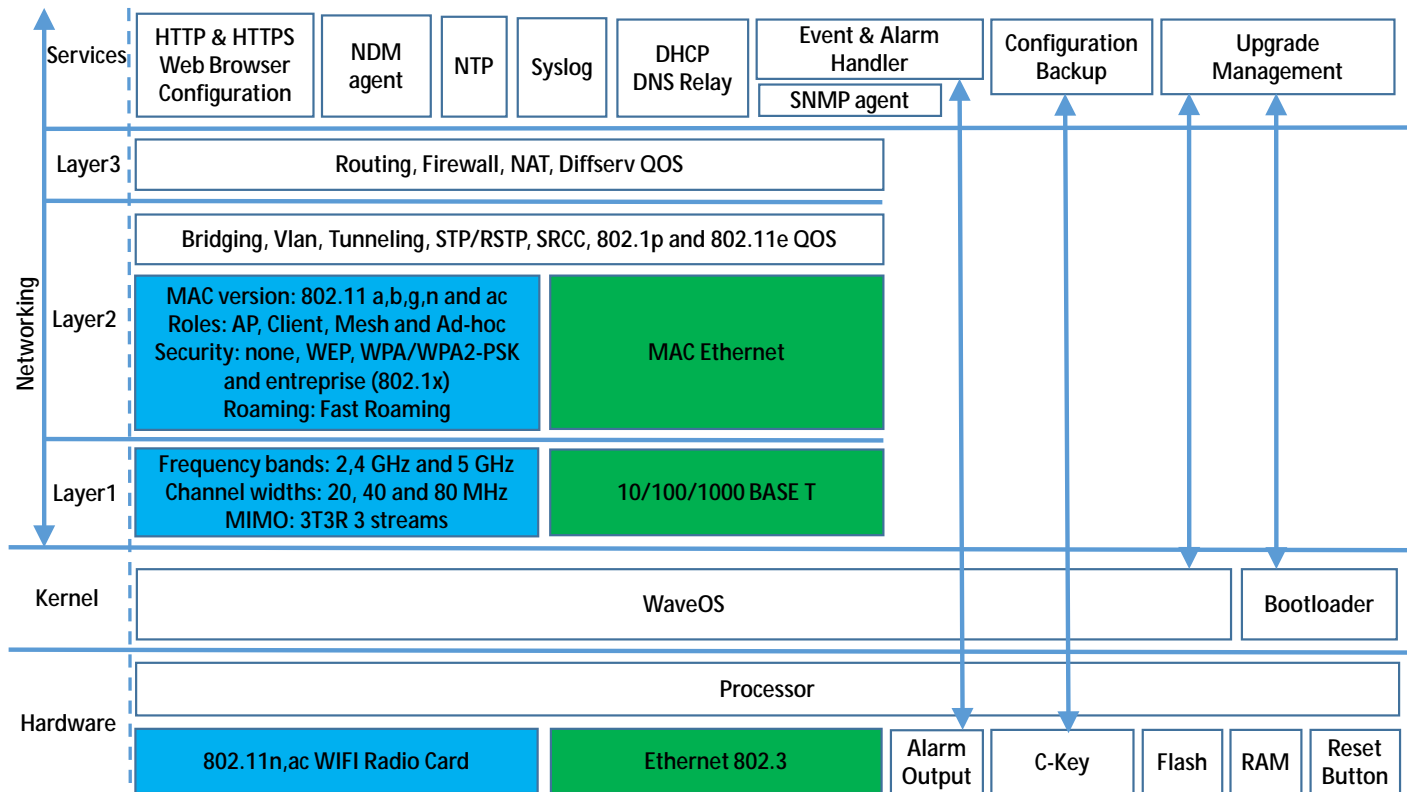 Services
HTTP & HTTPS
Web Browser
Configuration
NDM
agent
NTP
Syslog
DHCP
DNS Relay
Event & Alarm
Handler
SNMP agent
Configuration
Backup
Upgrade
Management
Networking
Layer3
Routing, Firewall, NAT, Diffserv QOS
Layer2
Bridging, Vlan, Tunneling, STP/RSTP, SRCC, 802.1p and 802.11e QOS
MAC version: 802.11 a,b,g,n and ac
Roles: AP, Client, Mesh and Ad-hoc
Security: none, WEP, WPA/WPA2-PSK
and entreprise (802.1x)
Roaming: Fast Roaming
MAC Ethernet
Layer1
Frequency bands: 2,4 GHz and 5 GHz
Channel widths: 20, 40 and 80 MHz
MIMO: 3T3R 3 streams
10/100/1000 BASE T
Kernel
WaveOS
Bootloader
Hardware
Processor
802.11n,ac WIFI Radio Card
Ethernet 802.3
Alarm
Output
C-Key
Flash
RAM
Reset
Button